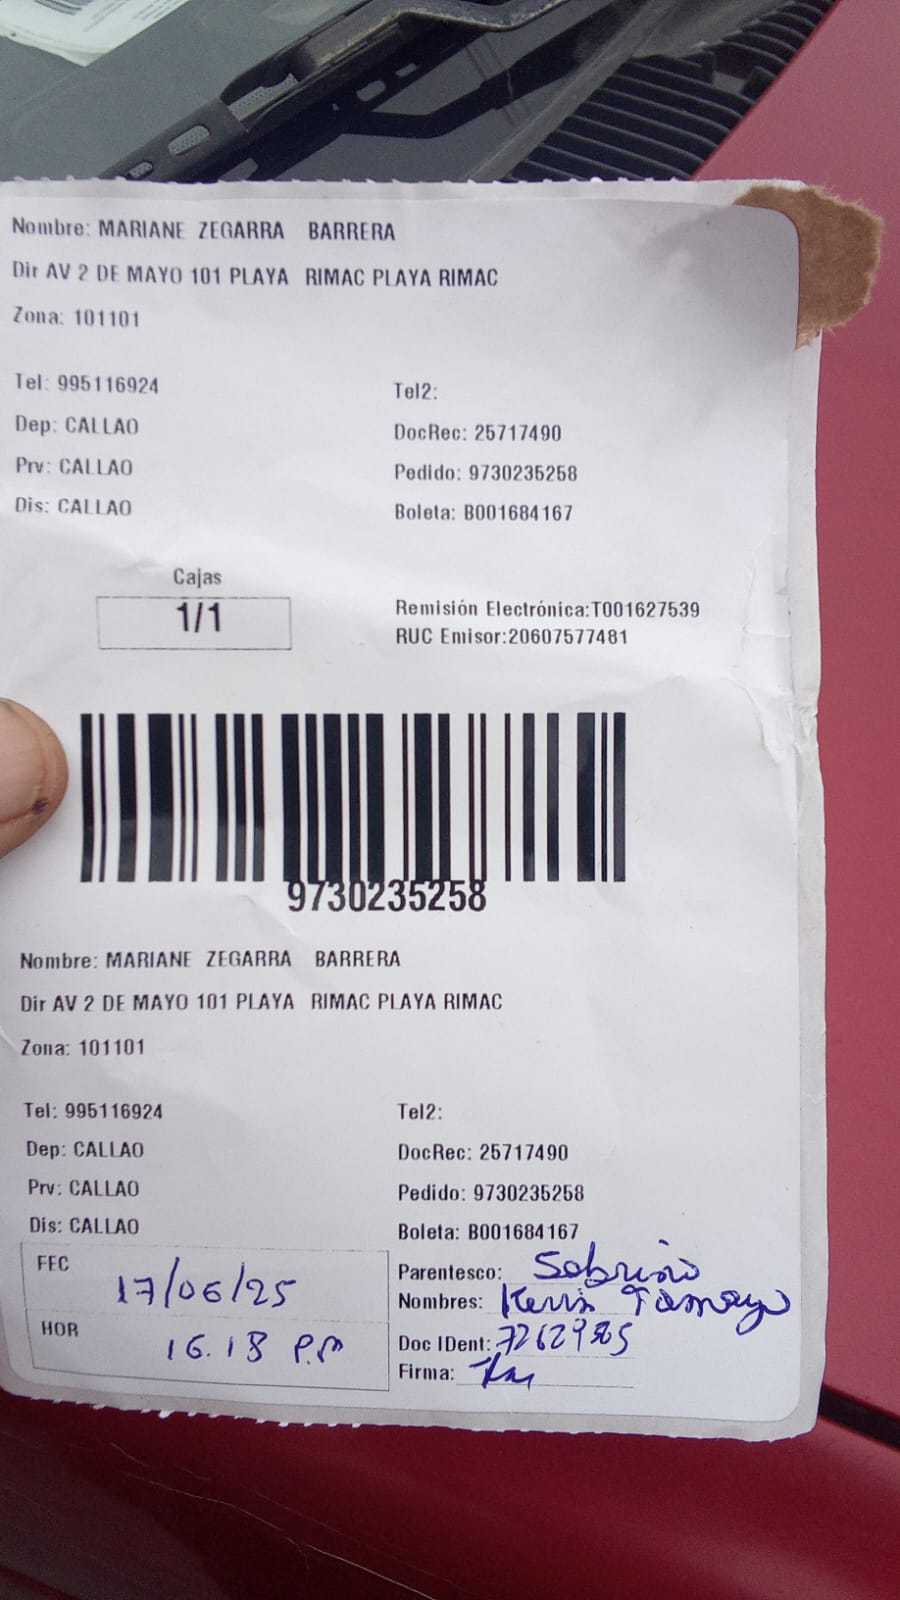 Nombre: MARIANE ZEGARRA BARRERA
Dir AV 2 DE MAYO 101 PLAYA RIMAC PLAYA RIMAC
Zona: 101101
Tel: 995116924 Tel2:
Dep: CALLAO DocRec: 25717490
Prv: CALLAO Pedido: 9730235258
Dis: CALLAO Boleta: B001684167
Cajas
1/1
Remisión Electrónica:T001627539
RUC Emisor:20607577481
9730235258
Nombre: MARIANE ZEGARRA BARRERA
Dir AV 2 DE MAYO 101 PLAYA RIMAC PLAYA RIMAC
Zona: 101101
Tel: 995116924 Tel2:
Dep: CALLAO DocRec: 25717490
Prv: CALLAO Pedido: 9730235258
Dis: CALLAO Boleta: B001684167
FEC 17/06/25
HOR 16.18 P.M
Parentesco: Sobrino
Nombres: Kevin Tamayo
Doc IDent:
Firma: